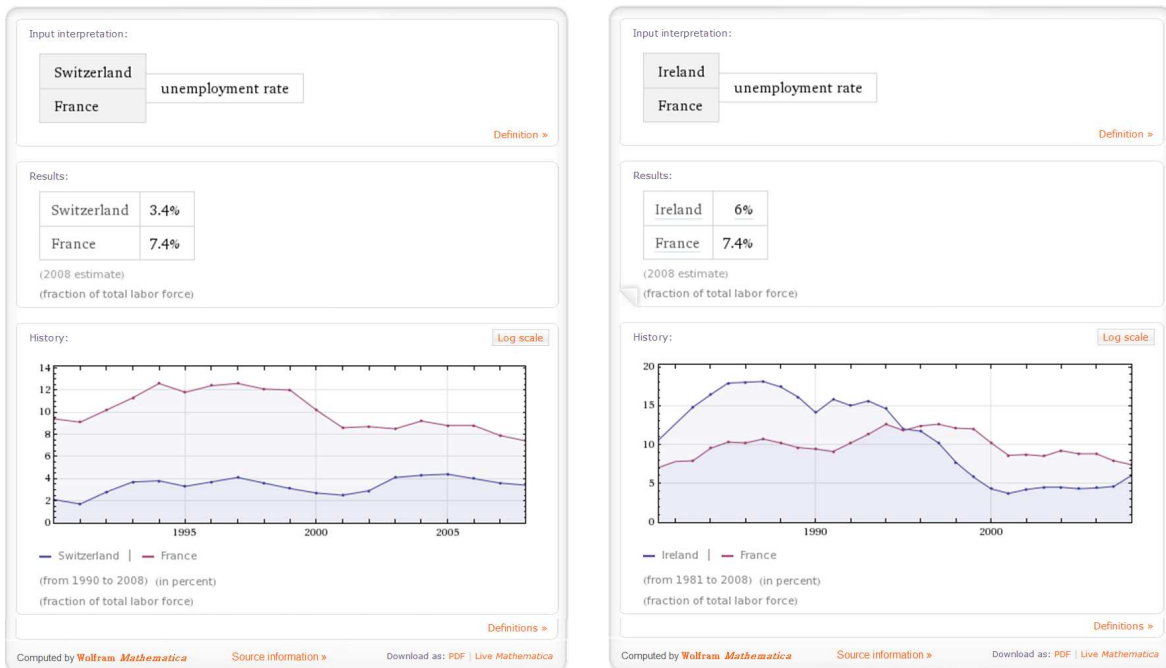 Input interpretation:
Switzerland
unemployment rate
France
Definition »
Results:
Switzerland 3.4%
France 7.4%
(2008 estimate)
(fraction of total labor force)
History:
Log scale
14
12
10
8
6
4
2
0
1995 2000 2005
Switzerland | France
(from 1990 to 2008) (in percent)
(fraction of total labor force)
Definitions »
Computed by Wolfram Mathematica Source information » Download as: PDF | Live Mathematica
Input interpretation:
Ireland
unemployment rate
France
Definition »
Results:
Ireland 6%
France 7.4%
(2008 estimate)
(fraction of total labor force)
History:
Log scale
20
15
10
5
0
1990 2000
Ireland | France
(from 1981 to 2008) (in percent)
(fraction of total labor force)
Definitions »
Computed by Wolfram Mathematica Source information » Download as: PDF | Live Mathematica